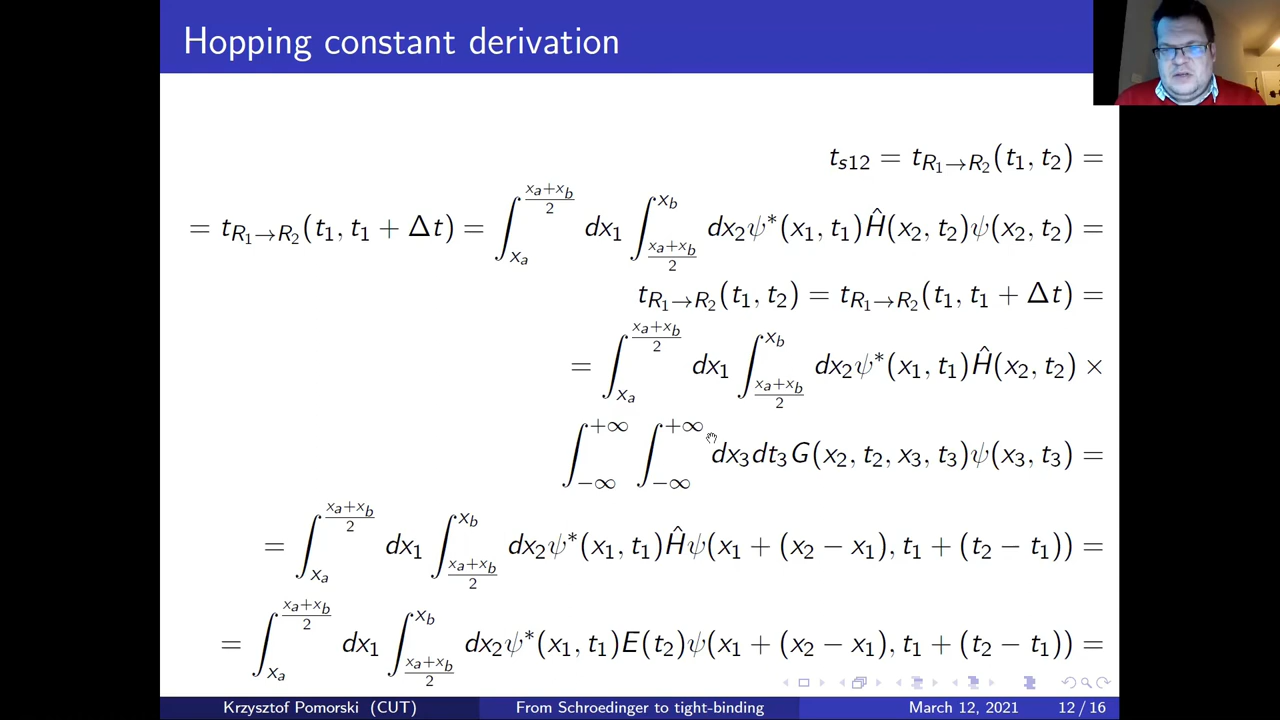 Hopping constant derivation
t_{s12} = t_{R_1→R_2}(t_1, t_2) =
= t_{R_1→R_2}(t_1, t_1 + Δt) = ∫_{x_a}^{\frac{x_a+x_b}{2}} dx_1 ∫_{\frac{x_a+x_b}{2}}^{x_b} dx_2 ψ^*(x_1, t_1) Ĥ(x_2, t_2) ψ(x_2, t_2) =
t_{R_1→R_2}(t_1, t_2) = t_{R_1→R_2}(t_1, t_1 + Δt) =
= ∫_{x_a}^{\frac{x_a+x_b}{2}} dx_1 ∫_{\frac{x_a+x_b}{2}}^{x_b} dx_2 ψ^*(x_1, t_1) Ĥ(x_2, t_2) ×
∫_{-∞}^{+∞} ∫_{-∞}^{+∞} dx_3 dt_3 G(x_2, t_2, x_3, t_3) ψ(x_3, t_3) =
= ∫_{x_a}^{\frac{x_a+x_b}{2}} dx_1 ∫_{\frac{x_a+x_b}{2}}^{x_b} dx_2 ψ^*(x_1, t_1) Ĥ ψ(x_1 + (x_2 − x_1), t_1 + (t_2 − t_1)) =
= ∫_{x_a}^{\frac{x_a+x_b}{2}} dx_1 ∫_{\frac{x_a+x_b}{2}}^{x_b} dx_2 ψ^*(x_1, t_1) E(t_2) ψ(x_1 + (x_2 − x_1), t_1 + (t_2 − t_1)) =
Krzysztof Pomorski (CUT) From Schroedinger to tight-binding March 12, 2021 12 / 16